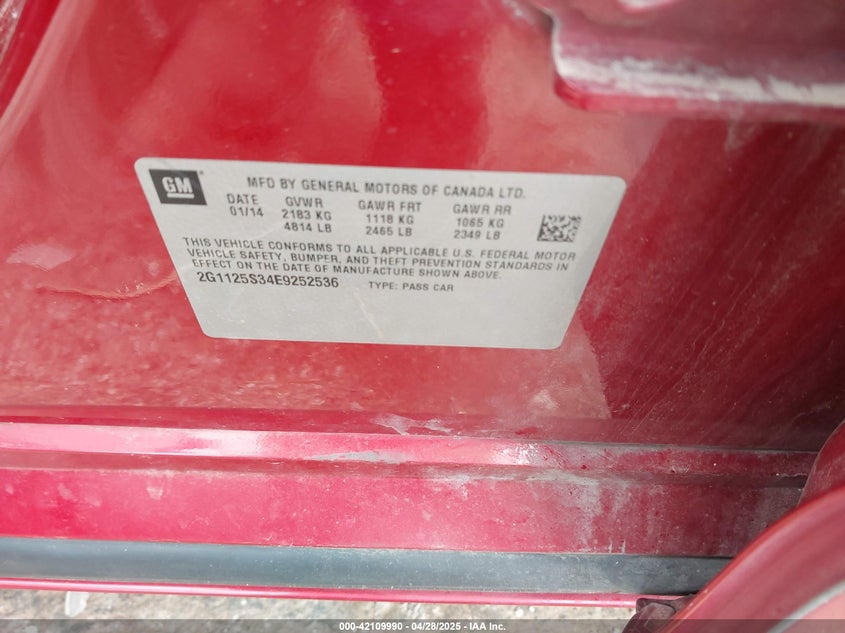 GM
MFD BY GENERAL MOTORS OF CANADA LTD.
DATE GVWR GAWR FRT GAWR RR
01/14 2183 KG 1118 KG 1065 KG
4814 LB 2465 LB 2349 LB
THIS VEHICLE CONFORMS TO ALL APPLICABLE U.S. FEDERAL MOTOR
VEHICLE SAFETY, BUMPER, AND THEFT PREVENTION STANDARDS IN
EFFECT ON THE DATE OF MANUFACTURE SHOWN ABOVE.
2G1125S34E9252536 TYPE: PASS CAR
000-42109990 - 04/28/2025 - IAA Inc.